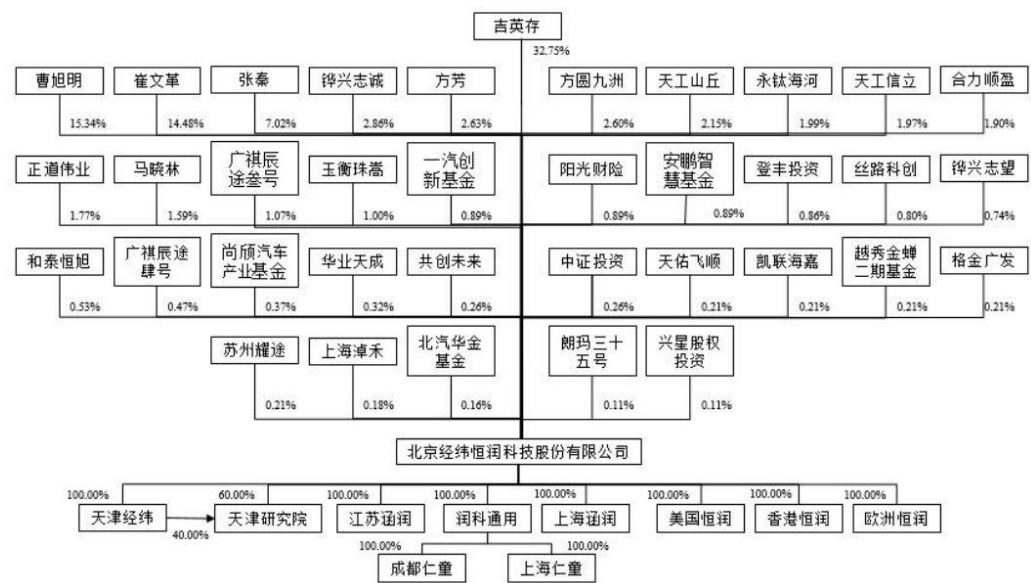 吉英存
32.75%
曹旭明
崔文革
张秦
铧兴志诚
方芳
方圆九洲
天工山丘
永钛海河
天工信立
合力顺盈
15.34%
14.48%
7.02%
2.86%
2.63%
2.60%
2.15%
1.99%
1.97%
1.90%
正道伟业
马晓林
广祺辰
途叁号
玉衡珠嵩
一汽创
新基金
阳光财险
安鹏智
慧基金
登丰投资
丝路科创
铧兴志望
1.77%
1.59%
1.07%
1.00%
0.89%
0.89%
0.89%
0.86%
0.80%
0.74%
和泰恒旭
广祺辰途
肆号
尚颀汽车
产业基金
华业天成
共创未来
中证投资
天佑飞顺
凯联海嘉
越秀金蝉
二期基金
格金广发
0.53%
0.47%
0.37%
0.32%
0.26%
0.26%
0.21%
0.21%
0.21%
0.21%
苏州耀途
上海淖禾
北汽华金
基金
朗玛三十
五号
兴星股权
投资
0.21%
0.18%
0.16%
0.11%
0.11%
北京经纬恒润科技股份有限公司
100.00%
60.00%
100.00%
100.00%
100.00%
100.00%
100.00%
100.00%
天津经纬
天津研究院
江苏涵润
润科通用
上海涵润
美国恒润
香港恒润
欧洲恒润
40.00%
100.00%
100.00%
成都仁童
上海仁童